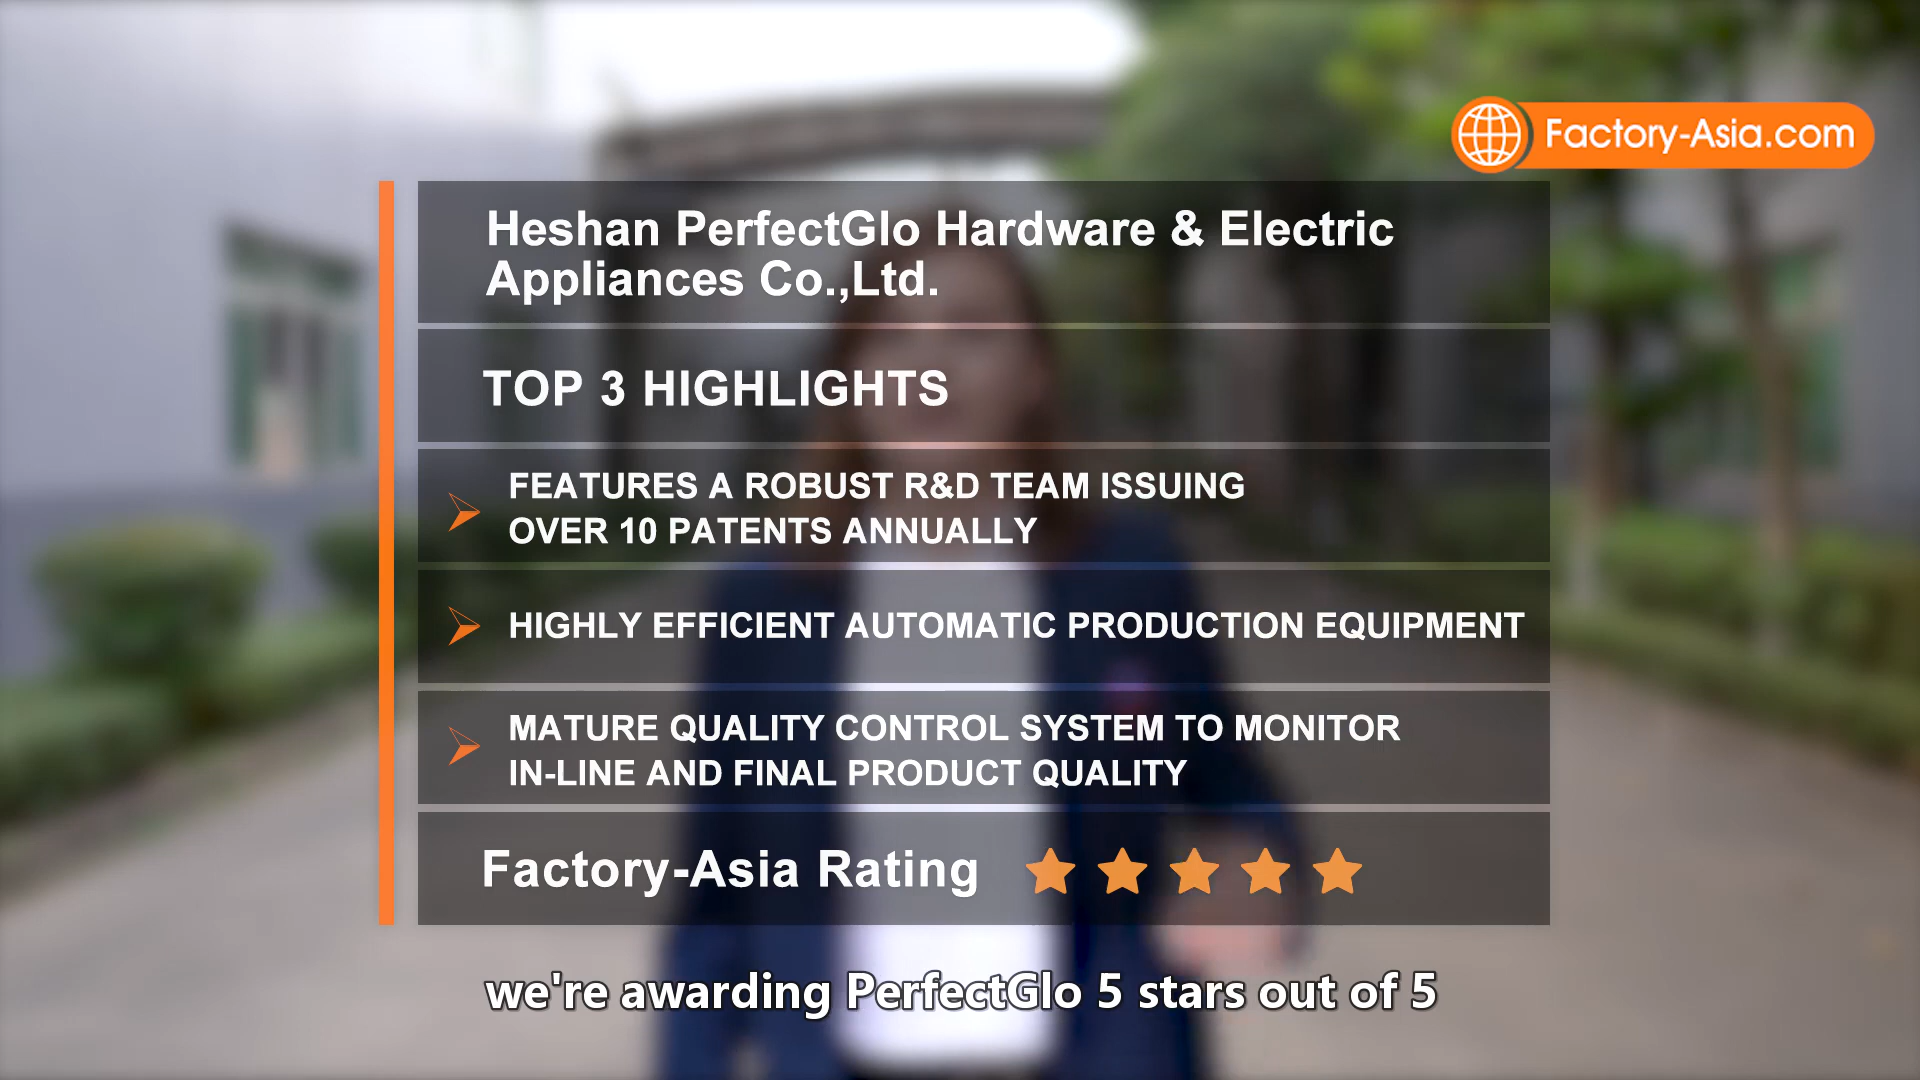 Factory-Asia.com
Heshan PerfectGlo Hardware & Electric
Appliances Co.,Ltd.
TOP 3 HIGHLIGHTS
FEATURES A ROBUST R&D TEAM ISSUING
OVER 10 PATENTS ANNUALLY
HIGHLY EFFICIENT AUTOMATIC PRODUCTION EQUIPMENT
MATURE QUALITY CONTROL SYSTEM TO MONITOR
IN-LINE AND FINAL PRODUCT QUALITY
Factory-Asia Rating
we're awarding PerfectGlo 5 stars out of 5